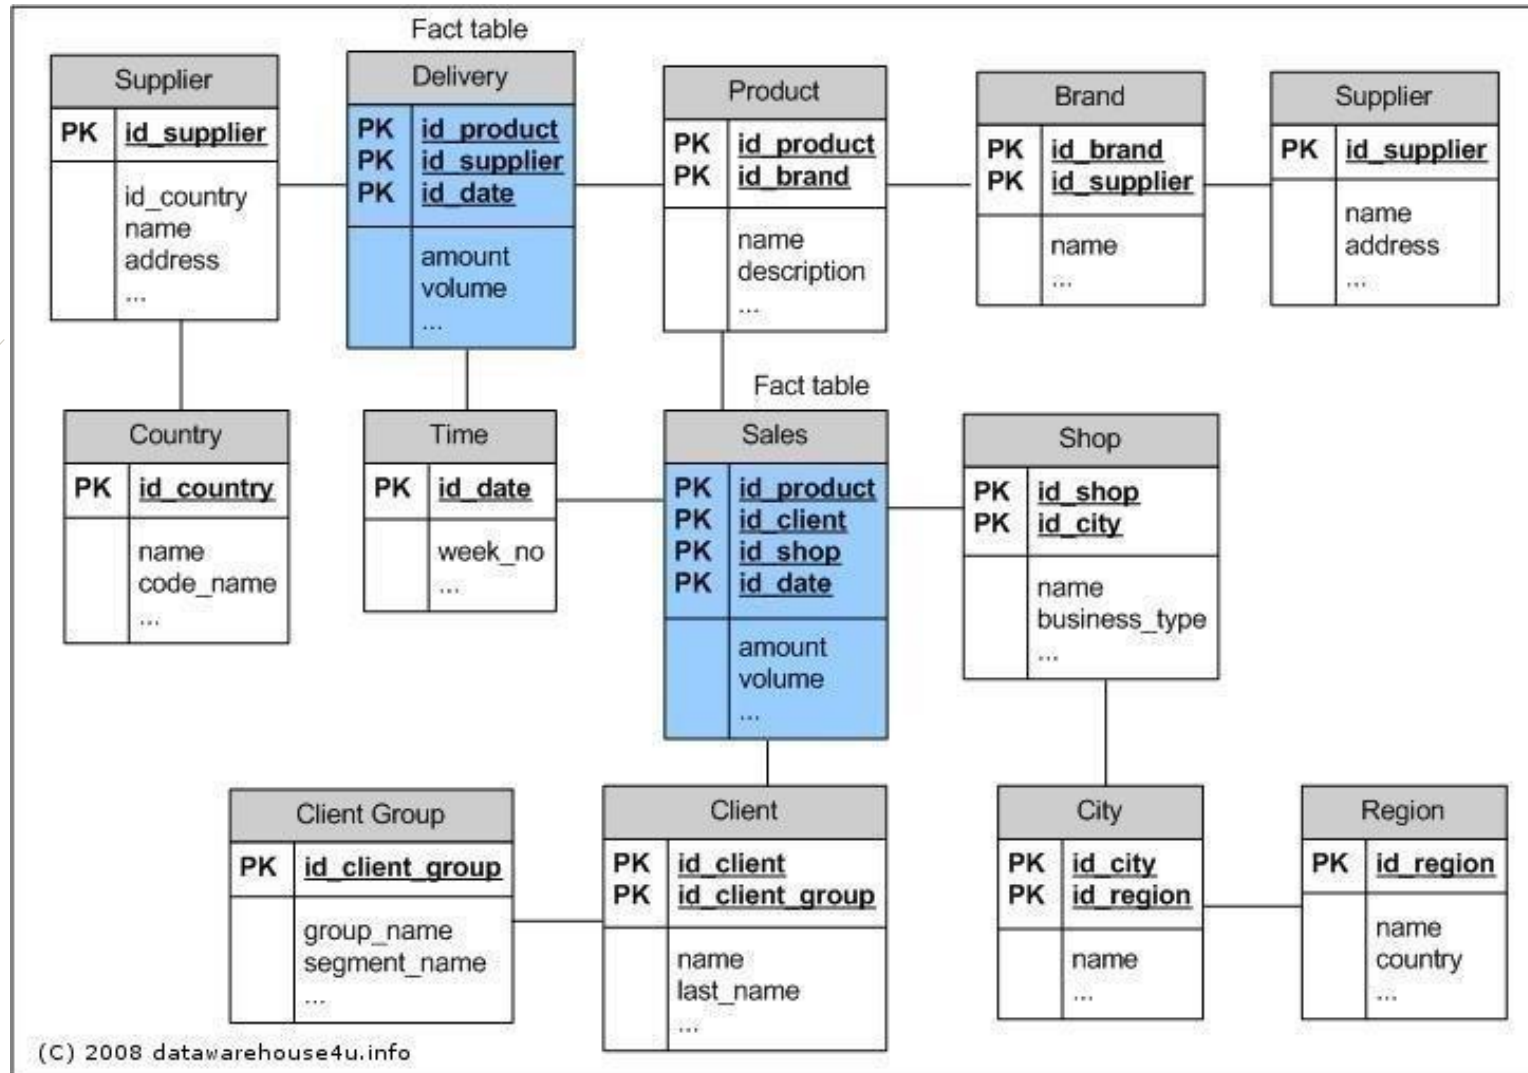 Fact table
Supplier
PK id_supplier
id_country
name
address
...
Delivery
PK id_product
PK id_supplier
PK id_date
amount
volume
...
Product
PK id_product
PK id_brand
name
description
...
Brand
PK id_brand
PK id_supplier
name
...
Supplier
PK id_supplier
name
address
...
Fact table
Country
PK id_country
name
code_name
...
Time
PK id_date
week_no
...
Sales
PK id_product
PK id_client
PK id_shop
PK id_date
amount
volume
...
Shop
PK id_shop
PK id_city
name
business_type
...
Client Group
PK id_client_group
group_name
segment_name
...
Client
PK id_client
PK id_client_group
name
last_name
...
City
PK id_city
PK id_region
name
...
Region
PK id_region
name
country
...
(C) 2008 datawarehouse4u.info